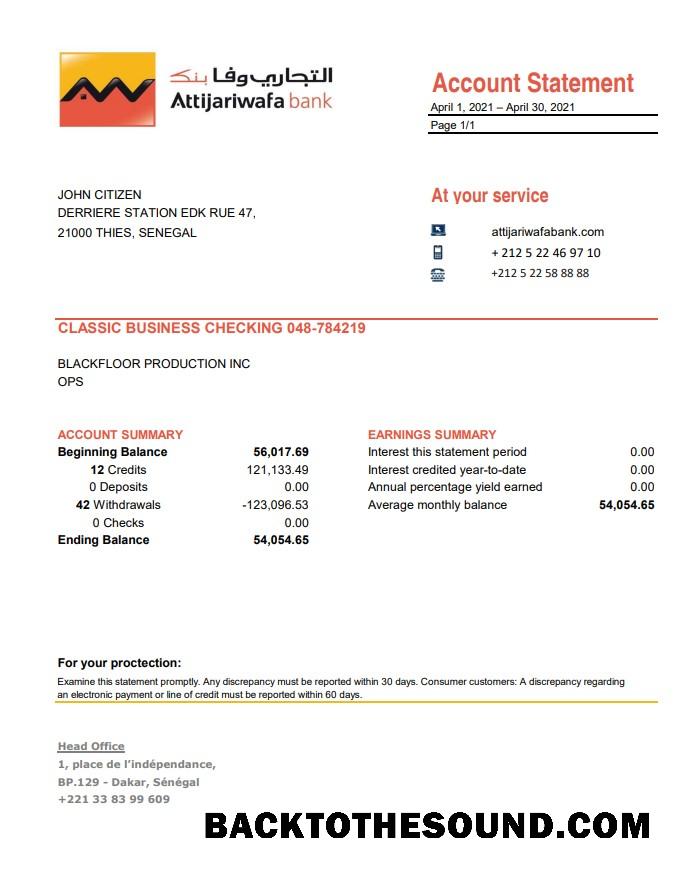 التجاري وفا بنك
Attijariwafa bank
Account Statement
April 1, 2021 – April 30, 2021
Page 1/1
JOHN CITIZEN
DERRIERE STATION EDK RUE 47,
21000 THIES, SENEGAL
At your service
attijariwafabank.com
+ 212 5 22 46 97 10
+212 5 22 58 88 88
CLASSIC BUSINESS CHECKING 048-784219
BLACKFLOOR PRODUCTION INC
OPS
ACCOUNT SUMMARY
Beginning Balance 56,017.69
12 Credits 121,133.49
0 Deposits 0.00
42 Withdrawals -123,096.53
0 Checks 0.00
Ending Balance 54,054.65
EARNINGS SUMMARY
Interest this statement period 0.00
Interest credited year-to-date 0.00
Annual percentage yield earned 0.00
Average monthly balance 54,054.65
For your proctection:
Examine this statement promptly. Any discrepancy must be reported within 30 days. Consumer customers: A discrepancy regarding
an electronic payment or line of credit must be reported within 60 days.
Head Office
1, place de l’indépendance,
BP.129 - Dakar, Sénégal
+221 33 83 99 609
BACKTOTHESOUND.COM